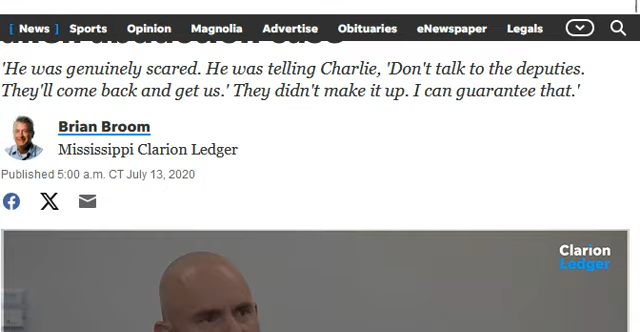 [ News ] Sports Opinion Magnolia Advertise Obituaries eNewspaper Legals
'He was genuinely scared. He was telling Charlie, 'Don't talk to the deputies.
They'll come back and get us.' They didn't make it up. I can guarantee that.'
Brian Broom
Mississippi Clarion Ledger
Published 5:00 a.m. CT July 13, 2020
Clarion
Ledger